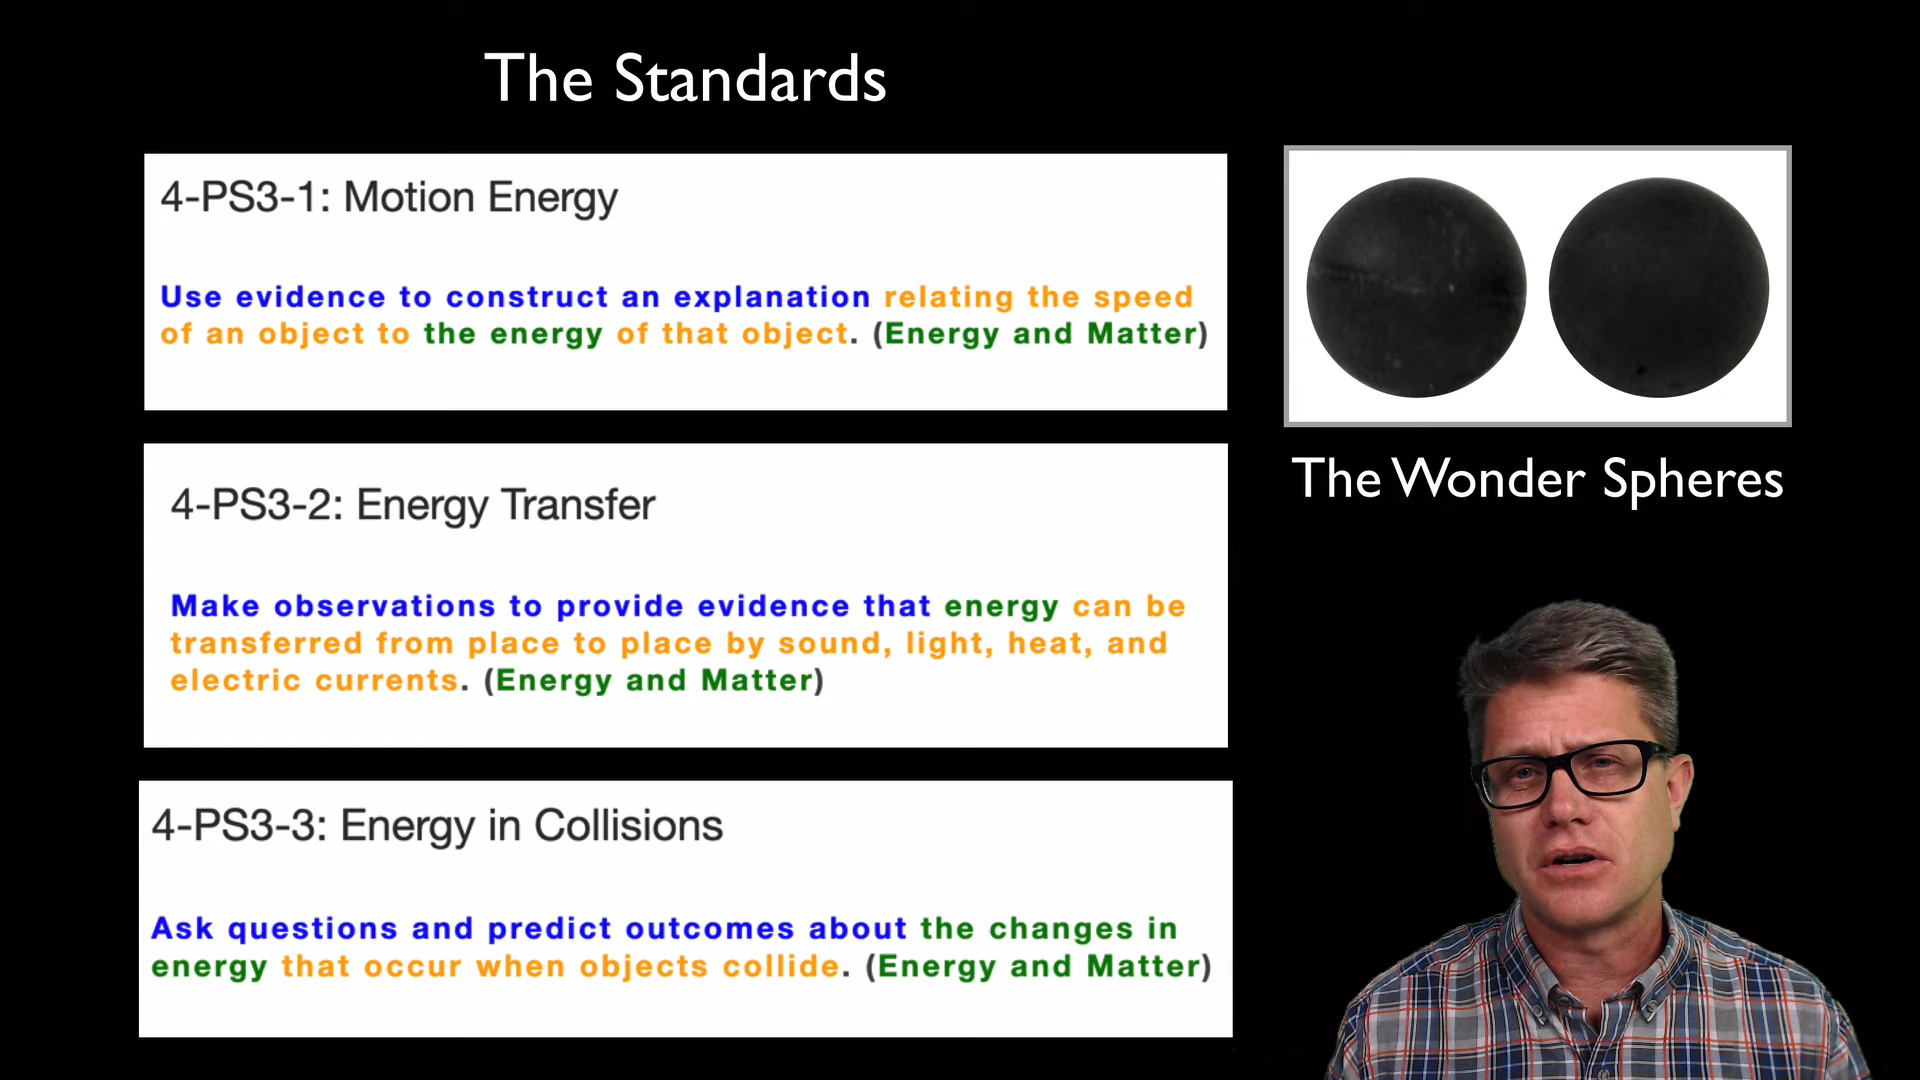 The Standards
4-PS3-1: Motion Energy
Use evidence to construct an explanation relating the speed
of an object to the energy of that object. (Energy and Matter)
4-PS3-2: Energy Transfer
Make observations to provide evidence that energy can be
transferred from place to place by sound, light, heat, and
electric currents. (Energy and Matter)
4-PS3-3: Energy in Collisions
Ask questions and predict outcomes about the changes in
energy that occur when objects collide. (Energy and Matter)
The Wonder Spheres